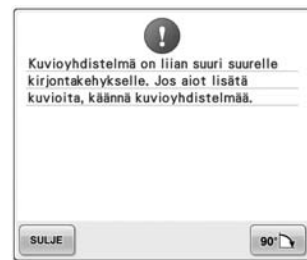 Kuvioyhdistelmä on liian suuri suurelle
kirjontakehykselle. Jos aiot lisätä
kuvioita, käännä kuvioyhdistelmää.
SULJE
90°